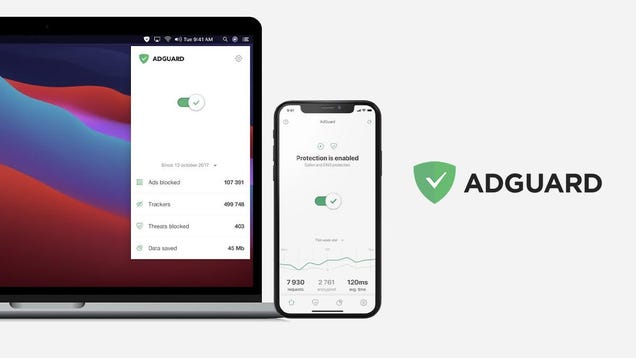 Tue 9:41 AM
ADGUARD
Since 12 october 2017
Ads blocked 107 391
Trackers 499 748
Threats blocked 403
Data saved 45 Mb
9:41
AdGuard
Protection is enabled
Safari and DNS protection
This week stat
7 930 2 761 120ms
requests encrypted avg. time
ADGUARD